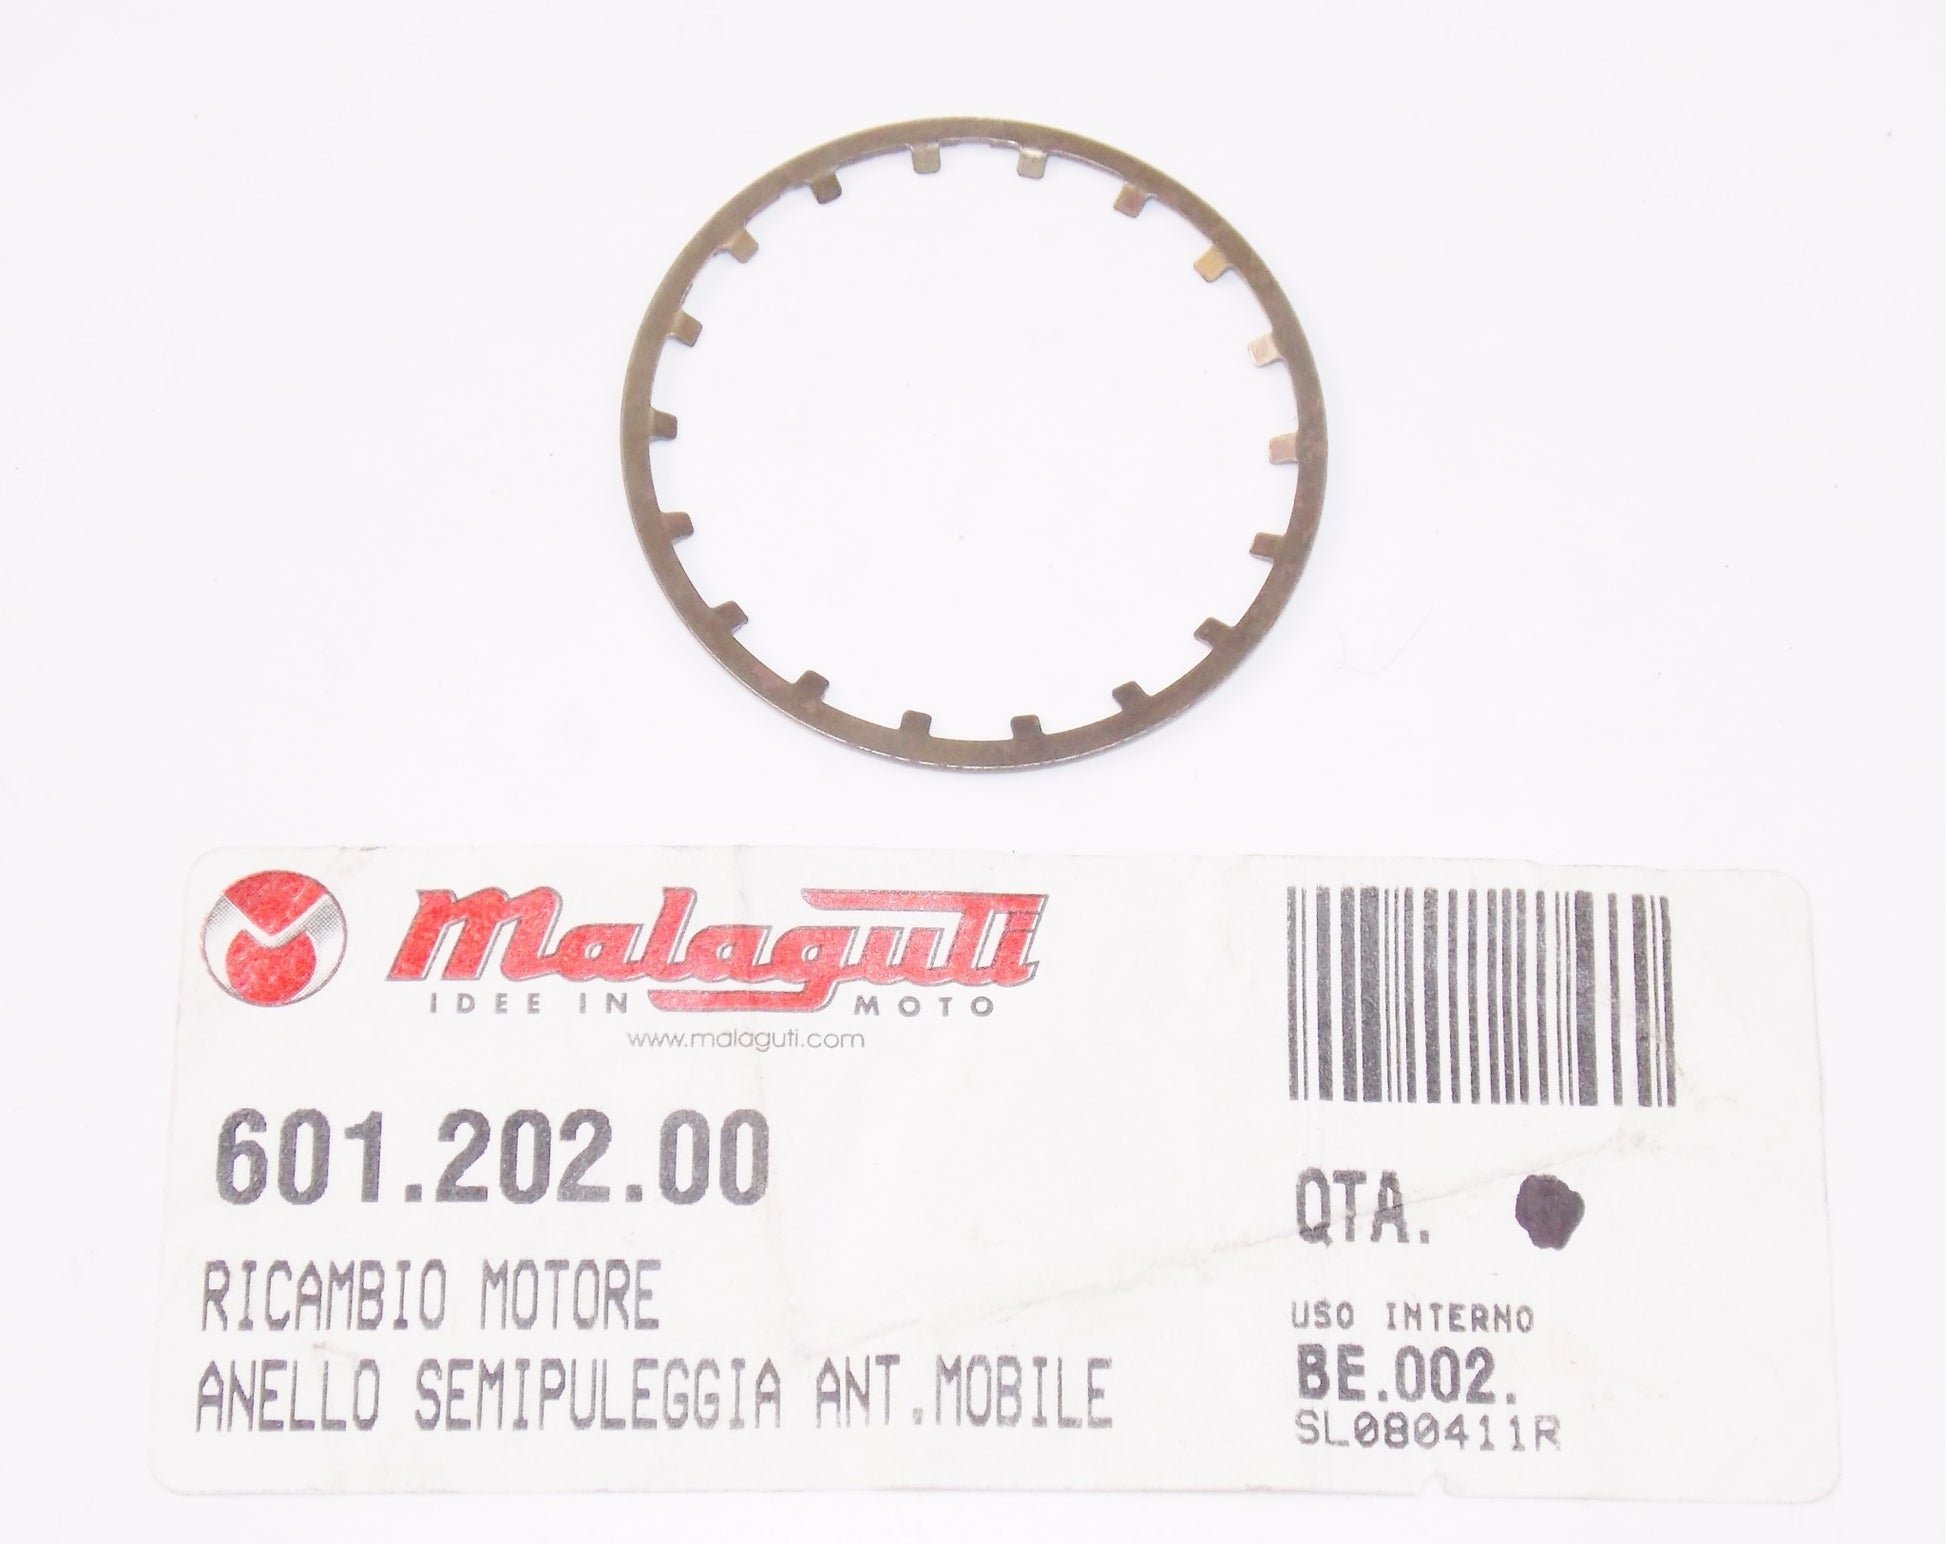 Malaguti
IDEE IN MOTO
www.malaguti.com
601.202.00
RICAMBIO MOTORE
ANELLO SEMIPULEGGIA ANT.MOBILE
QTA.
USO INTERNO
BE.002.
SL080411R